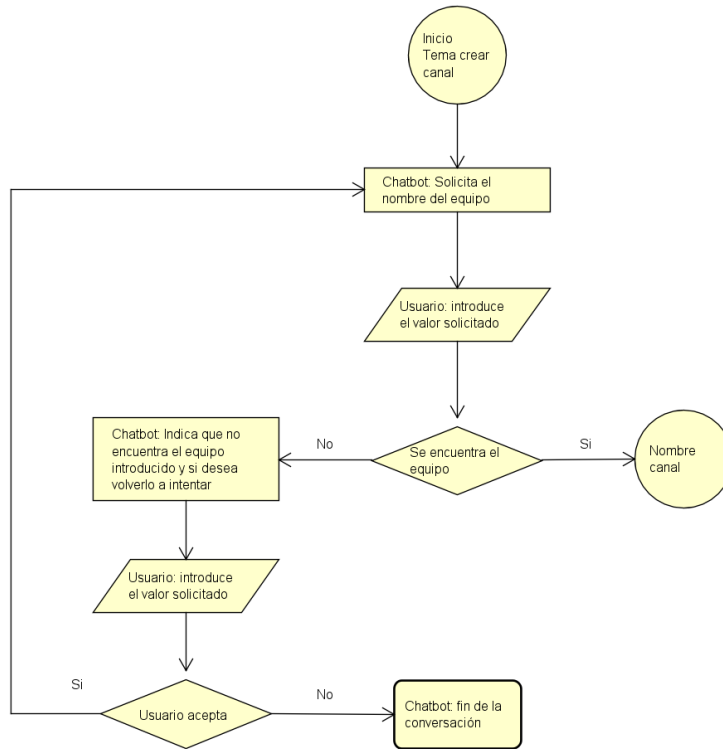 Inicio
Tema crear
canal
Chatbot: Solicita el
nombre del equipo
Usuario: introduce
el valor solicitado
Se encuentra el
equipo
No
Si
Nombre
canal
Chatbot: Indica que no
encuentra el equipo
introducido y si desea
volverlo a intentar
Usuario: introduce
el valor solicitado
Usuario acepta
Si
No
Chatbot: fin de la
conversación